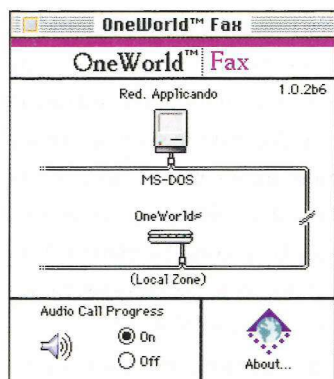 OneWorld™ Fax
OneWorld™ Fax
1.0.2b6
Red. Applicando
MS-DOS
OneWorld#
(Local Zone)
Audio Call Progress
On
Off
About...